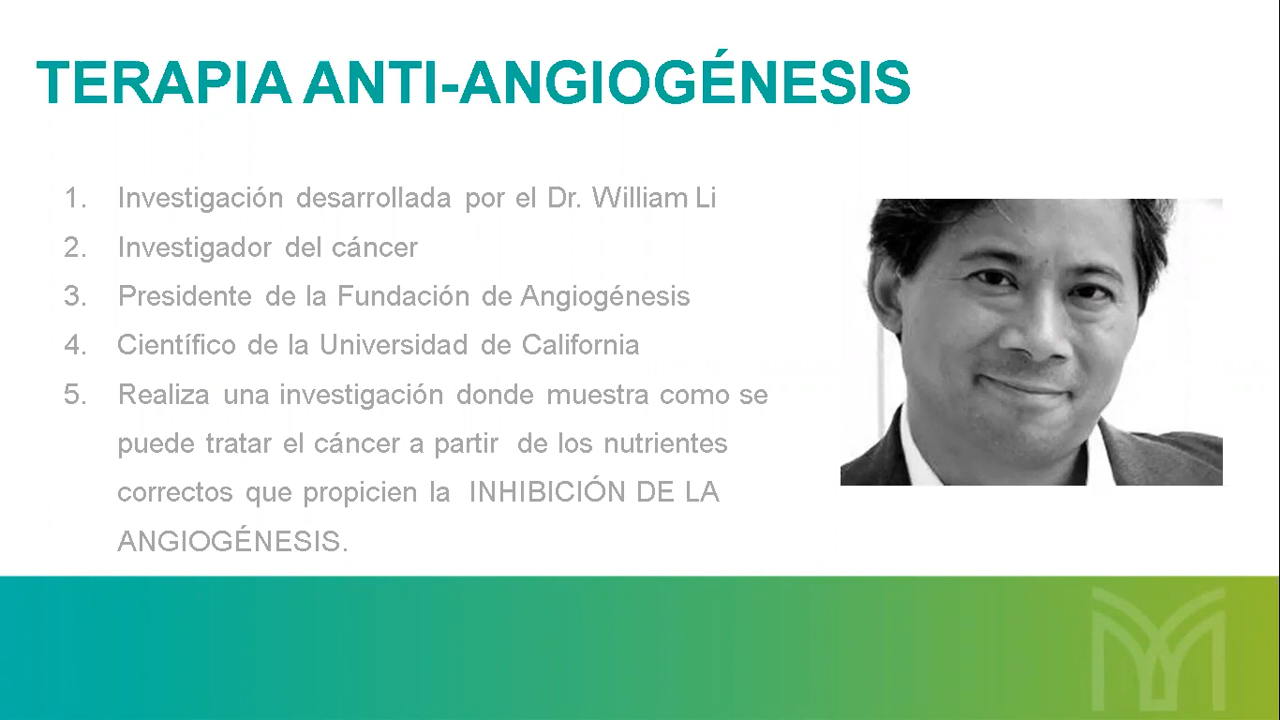 TERAPIA ANTI-ANGIOGÉNESIS
1. Investigación desarrollada por el Dr. William Li
2. Investigador del cáncer
3. Presidente de la Fundación de Angiogénesis
4. Científico de la Universidad de California
5. Realiza una investigación donde muestra como se
puede tratar el cáncer a partir de los nutrientes
correctos que propicien la INHIBICIÓN DE LA
ANGIOGÉNESIS.